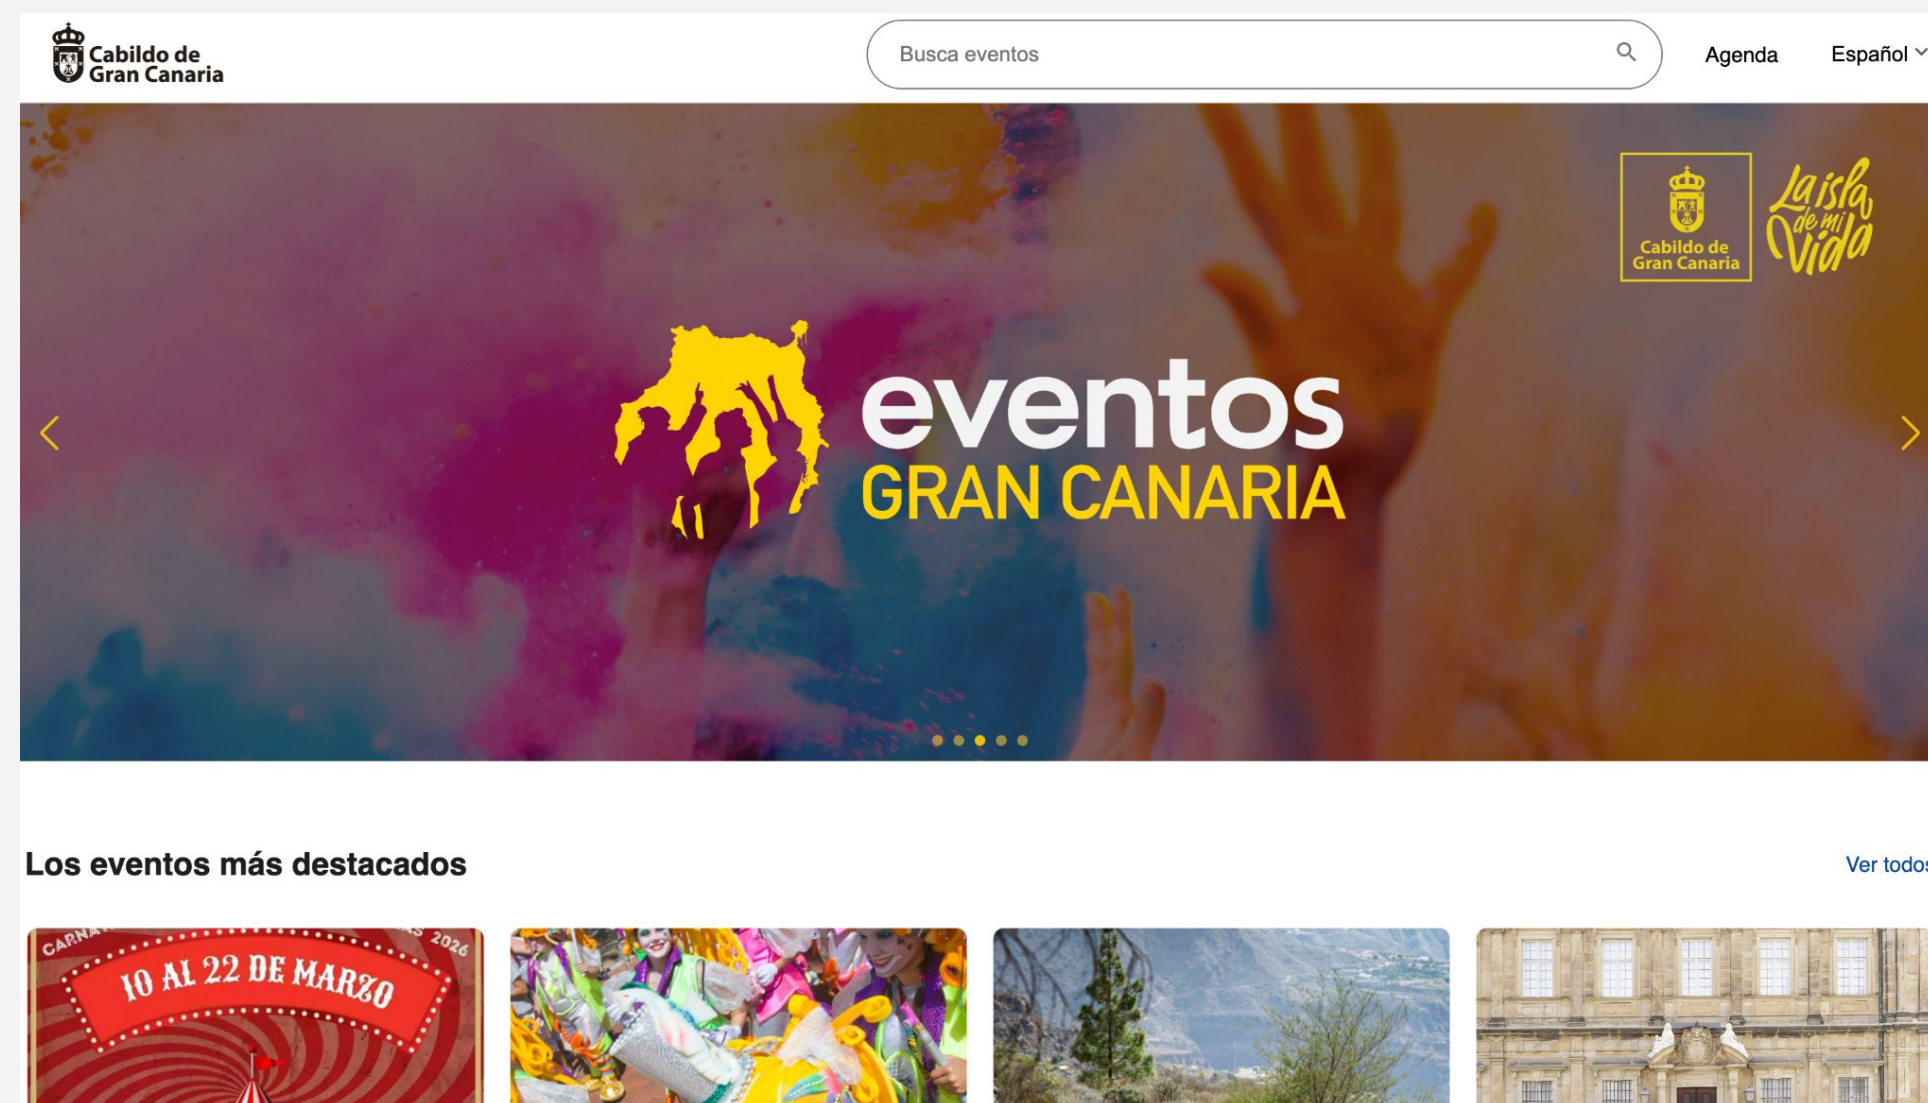 Cabildo de
Gran Canaria
Busca eventos
Agenda
Español
Cabildo de
Gran Canaria
La isla
de mi
vida
eventos
GRAN CANARIA
Los eventos más destacados
Ver todos
2026
10 AL 22 DE MARZO